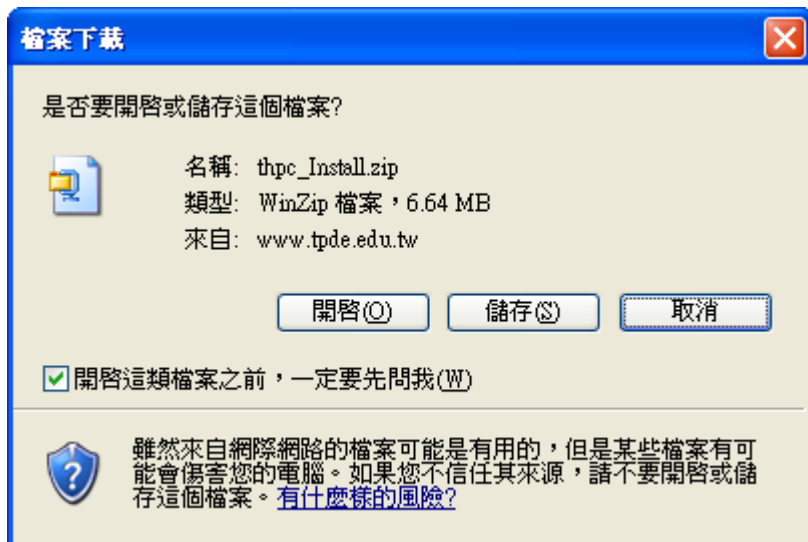 檔案下載
是否要開啟或儲存這個檔案?
名稱: thpc_Install.zip
類型: WinZip 檔案，6.64 MB
來自: www.tpde.edu.tw
開啟(O) 儲存(S) 取消
開啟這類檔案之前，一定要先問我(W)
雖然來自網際網路的檔案可能是有用的，但是某些檔案有可
能會傷害您的電腦。如果您不信任其來源，請不要開啟或儲
存這個檔案。有什麼樣的風險?